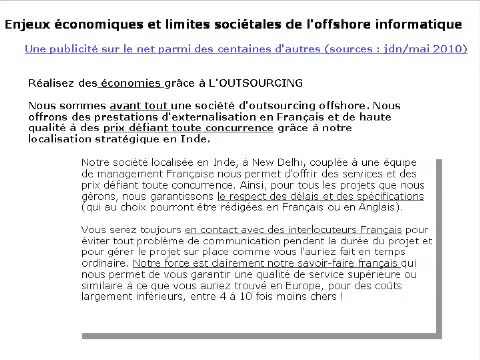 Enjeux économiques et limites sociétales de l'offshore informatique
Une publicité sur le net parmi des centaines d'autres (sources : jdn/mai 2010)
Réalisez des économies grâce à L'OUTSOURCING
Nous sommes avant tout une société d'outsourcing offshore. Nous
offrons des prestations d'externalisation en Français et de haute
qualité à des prix défiant toute concurrence grâce à notre
localisation stratégique en Inde.
Notre société localisée en Inde, à New Delhi, couplée à une équipe
de management Française nous permet d'offrir des services et des
prix défiant toute concurrence. Ainsi, pour tous les projets que nous
gérons, nous garantissons le respect des délais et des spécifications
(qui au choix pourront être rédigées en Français ou en Anglais).
Vous serez toujours en contact avec des interlocuteurs Français pour
éviter tout problème de communication pendant la durée du projet et
pour gérer le projet sur place comme vous l'auriez fait en temps
ordinaire. Notre force est clairement notre savoir-faire français qui
nous permet de vous garantir une qualité de service supérieure ou
similaire à ce que vous auriez trouvé en Europe, pour des coûts
largement inférieurs, entre 4 à 10 fois moins chers !